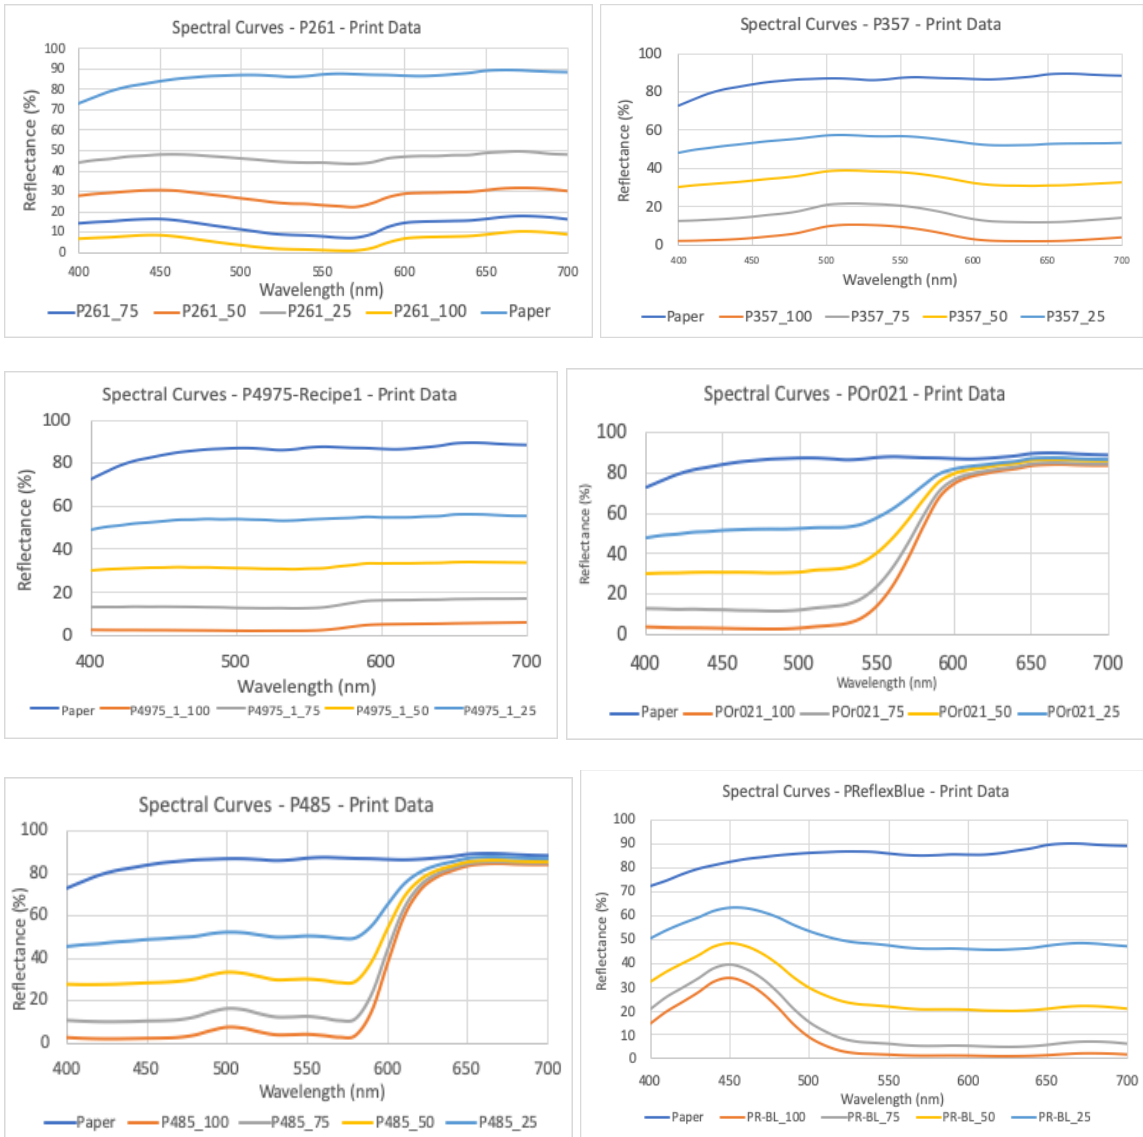 Spectral Curves - P261 - Print Data
100
90
80
70
60
50
40
30
20
10
0
Reflectance (%)
400 450 500 550 600 650 700
Wavelength (nm)
P261_75 P261_50 P261_25 P261_100 Paper
Spectral Curves - P357 - Print Data
100
80
60
40
20
0
Reflectance (%)
400 450 500 550 600 650 700
Wavelength (nm)
Paper P357_100 P357_75 P357_50 P357_25
Spectral Curves - P4975-Recipe1 - Print Data
100
80
60
40
20
0
Reflectance (%)
400 500 600 700
Wavelength (nm)
Paper P4975_1_100 P4975_1_75 P4975_1_50 P4975_1_25
Spectral Curves - POr021 - Print Data
100
80
60
40
20
0
Reflectance (%)
400 450 500 550 600 650 700
Wavelength (nm)
Paper POr021_100 POr021_75 POr021_50 POr021_25
Spectral Curves - P485 - Print Data
100
80
60
40
20
0
Reflectance (%)
400 450 500 550 600 650 700
Wavelength (nm)
Paper P485_100 P485_75 P485_50 P485_25
Spectral Curves - PReflexBlue - Print Data
100
90
80
70
60
50
40
30
20
10
0
Reflectance (%)
400 450 500 550 600 650 700
Wavelength (nm)
Paper PR-BL_100 PR-BL_75 PR-BL_50 PR-BL_25